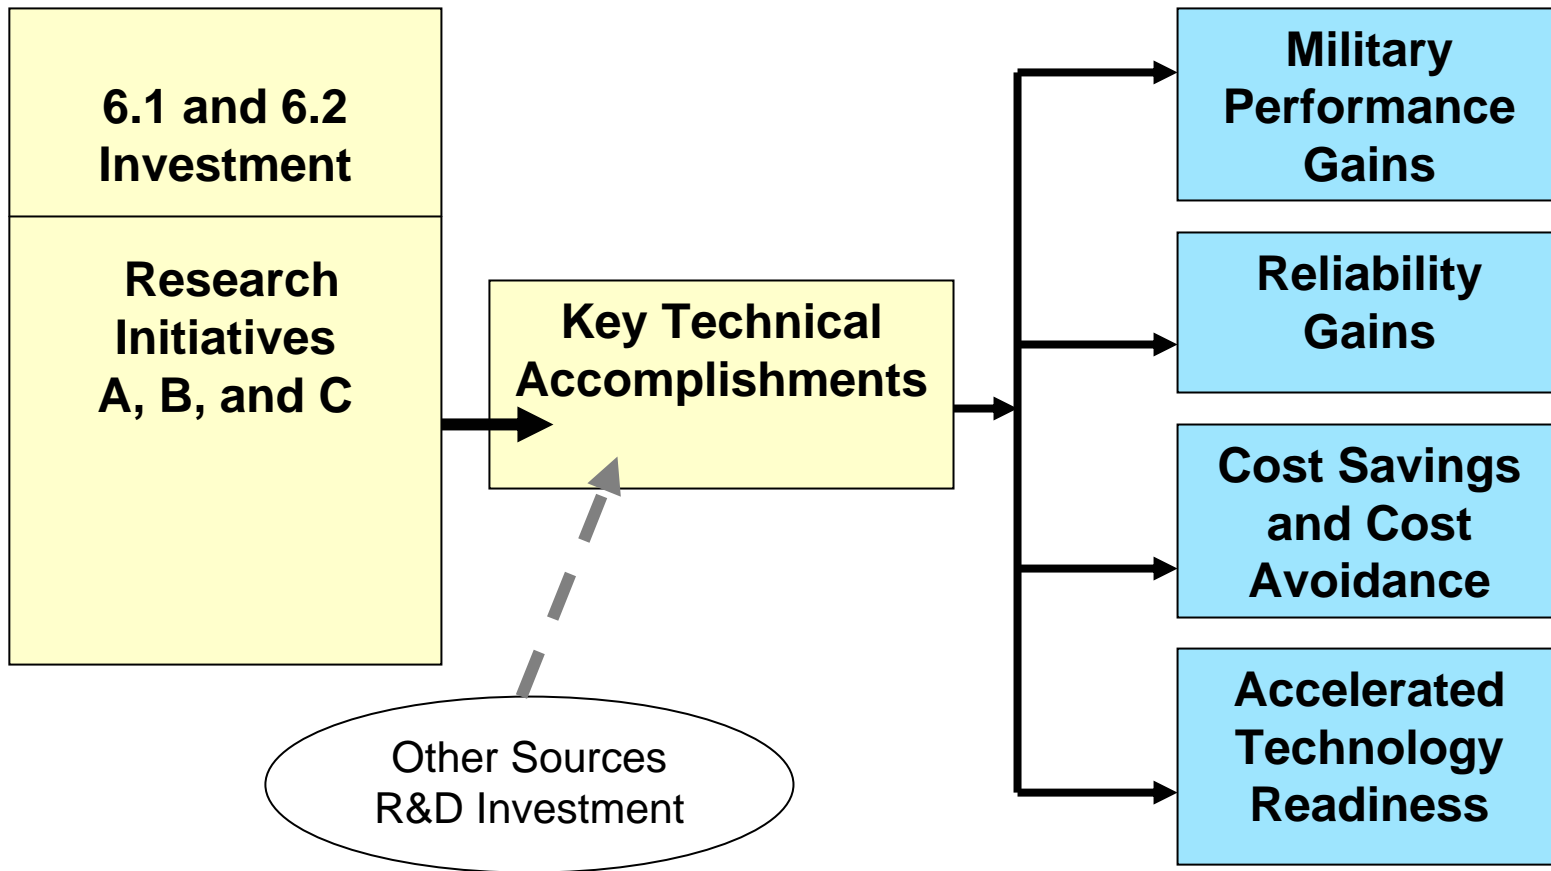 6.1 and 6.2
Investment
Research
Initiatives
A, B, and C
Key Technical
Accomplishments
Other Sources
R&D Investment
Military
Performance
Gains
Reliability
Gains
Cost Savings
and Cost
Avoidance
Accelerated
Technology
Readiness